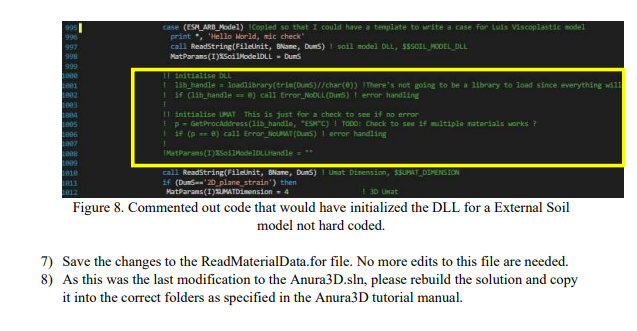 995 case (ESM_ARB_Model) !Copied so that I could have a template to write a case for Luis Viscoplastic model
996 print *, 'Hello World, mic check'
997 call ReadString(FileUnit, BName, DumS) ! soil model DLL, $$SOIL_MODEL_DLL
998 MatParams(I)%SoilModelDLL = DumS
999
1000 !! initialise DLL
1001 ! lib_handle = loadlibrary(trim(DumS)//char(0)) !There's not going to be a library to load since everything will
1002 ! if (lib_handle == 0) call Error_NoDLL(DumS) ! error handling
1003 !
1004 !! initialise UMAT This is just for a check to see if no error
1005 ! p = GetProcAddress(lib_handle, "ESM"C) ! TODO: Check to see if multiple materials works ?
1006 ! if (p == 0) call Error_NoUMAT(DumS) ! error handling
1007 !
1008 !MatParams(I)%SoilModelDLLHandle = ""
1009
1010 call ReadString(FileUnit, BName, DumS) ! Umat Dimension, $$UMAT_DIMENSION
1011 if (DumS=='2D_plane_strain') then
1012 MatParams(I)%UMATDimension = 4 ! 3D Umat
Figure 8. Commented out code that would have initialized the DLL for a External Soil
model not hard coded.
7) Save the changes to the ReadMaterialData.for file. No more edits to this file are needed.
8) As this was the last modification to the Anura3D.sln, please rebuild the solution and copy
it into the correct folders as specified in the Anura3D tutorial manual.